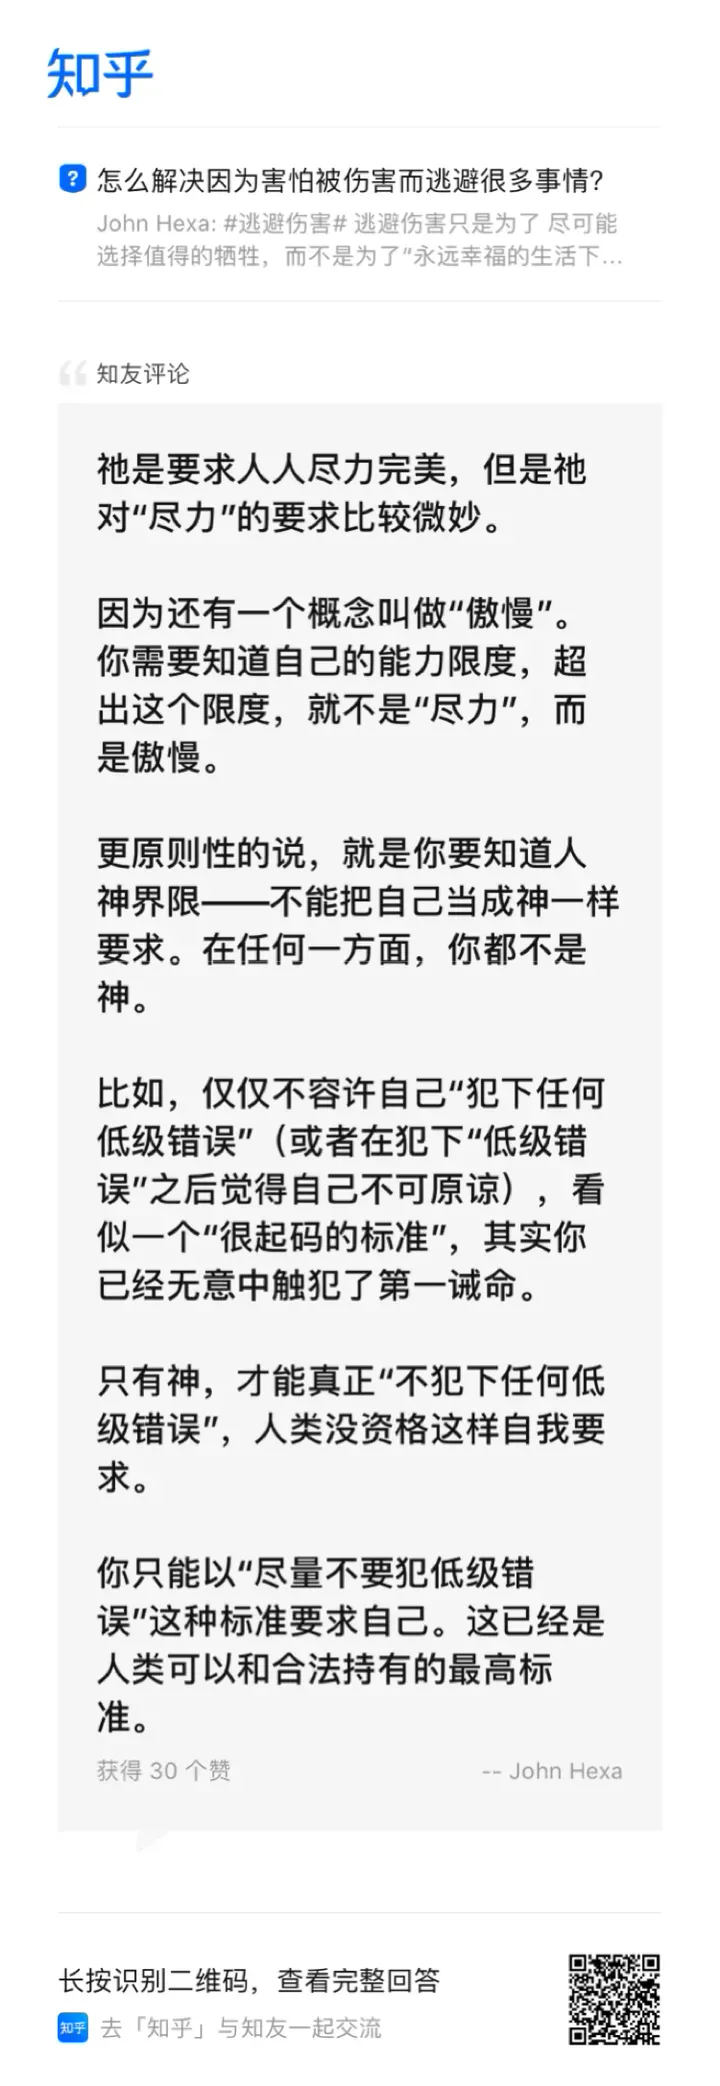 知乎
怎么解决因为害怕被伤害而逃避很多事情?
John Hexa: #逃避伤害# 逃避伤害只是为了 尽可能
选择值得的牺牲，而不是为了“永远幸福的生活下...
知友评论
祂是要求人人尽力完美，但是祂
对“尽力”的要求比较微妙。
因为还有一个概念叫做“傲慢”。
你需要知道自己的能力限度，超
出这个限度，就不是“尽力”，而
是傲慢。
更原则性的说，就是你要知道人
神界限——不能把自己当成神一样
要求。在任何一方面，你都不是
神。
比如，仅仅不容许自己“犯下任何
低级错误”（或者在犯下“低级错
误”之后觉得自己不可原谅），看
似一个“很起码的标准”，其实你
已经无意中触犯了第一诫命。
只有神，才能真正“不犯下任何低
级错误”，人类没资格这样自我要
求。
你只能以“尽量不要犯低级错
误”这种标准要求自己。这已经是
人类可以和合法持有的最高标
准。
获得 30 个赞
-- John Hexa
长按识别二维码，查看完整回答
知乎 去「知乎」与知友一起交流